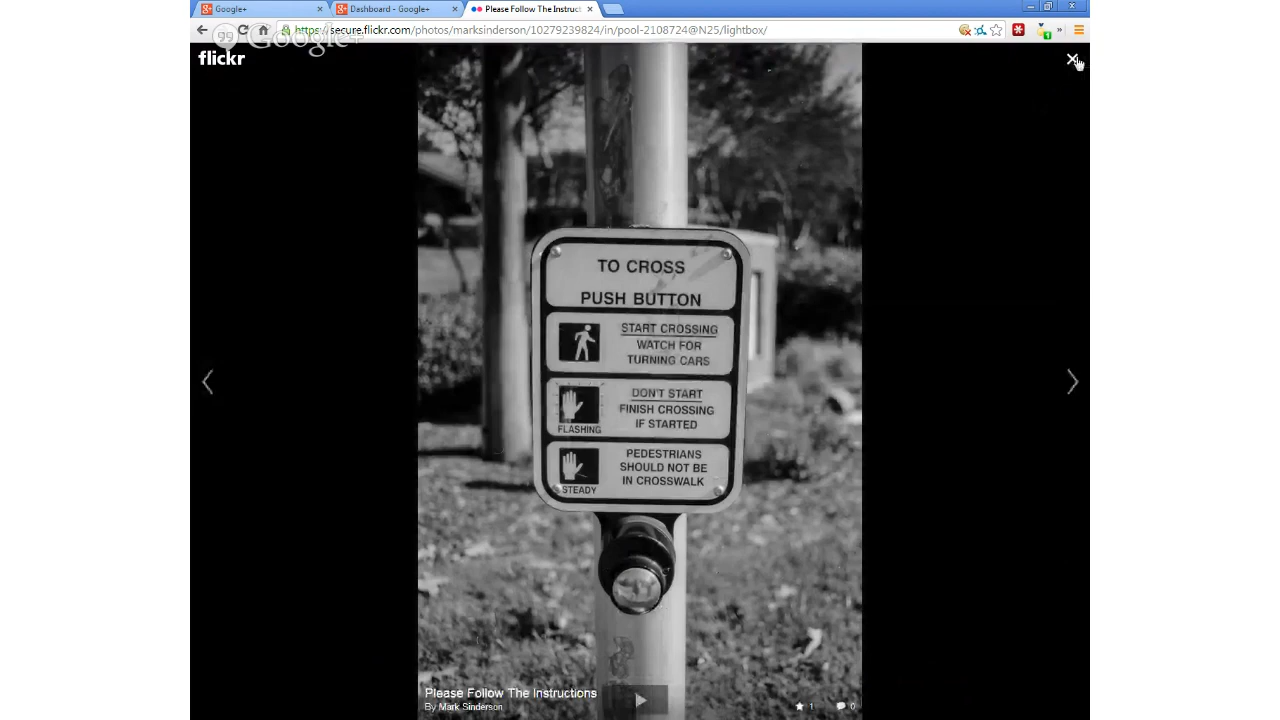 Google+
Dashboard - Google+
Please Follow The Instruct
https://secure.flickr.com/photos/marksinderson/10279239824/in/pool-2108724@N25/lightbox/
Google+
flickr
TO CROSS
PUSH BUTTON
START CROSSING
WATCH FOR
TURNING CARS
DON'T START
FINISH CROSSING
IF STARTED
FLASHING
PEDESTRIANS
SHOULD NOT BE
IN CROSSWALK
STEADY
Please Follow The Instructions
By Mark Sinderson
1
0